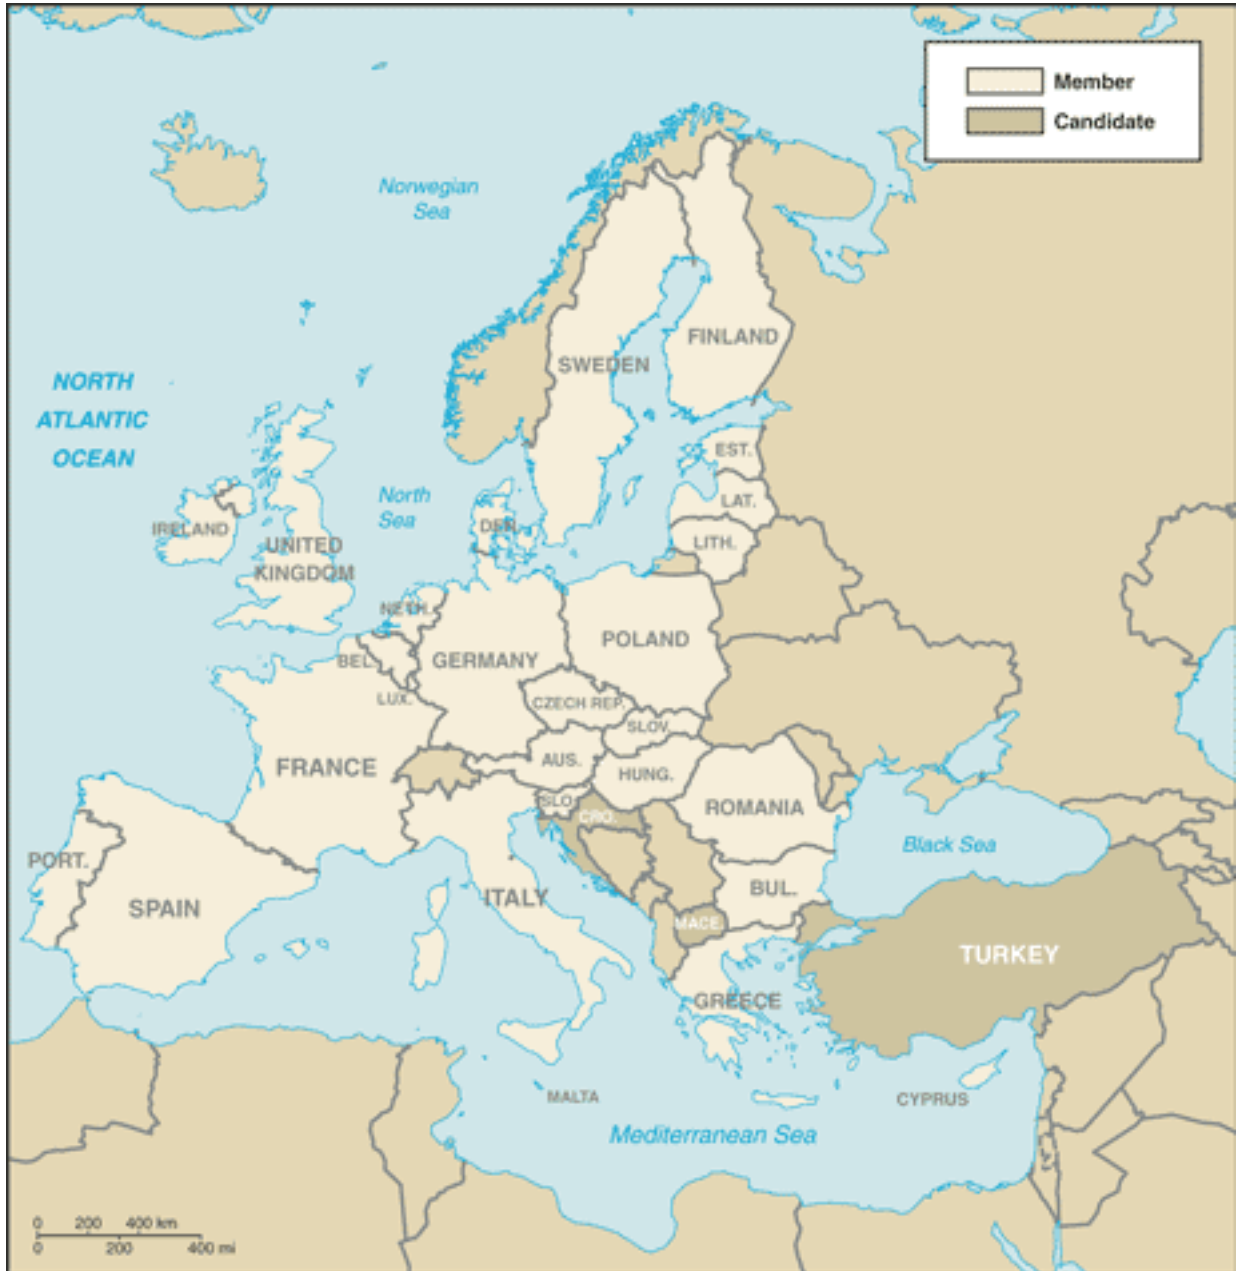 Member
Candidate
Norwegian
Sea
FINLAND
SWEDEN
NORTH
ATLANTIC
OCEAN
EST.
North
Sea
LAT.
DEN.
IRELAND
LITH.
UNITED
KINGDOM
NETH.
POLAND
BEL.
GERMANY
LUX.
CZECH REP.
SLOV.
AUS.
FRANCE
HUNG.
SLO.
ROMANIA
CRO.
Black Sea
PORT.
BUL.
SPAIN
ITALY
MACE.
TURKEY
GREECE
MALTA
CYPRUS
Mediterranean Sea
0 200 400 km
0 200 400 mi